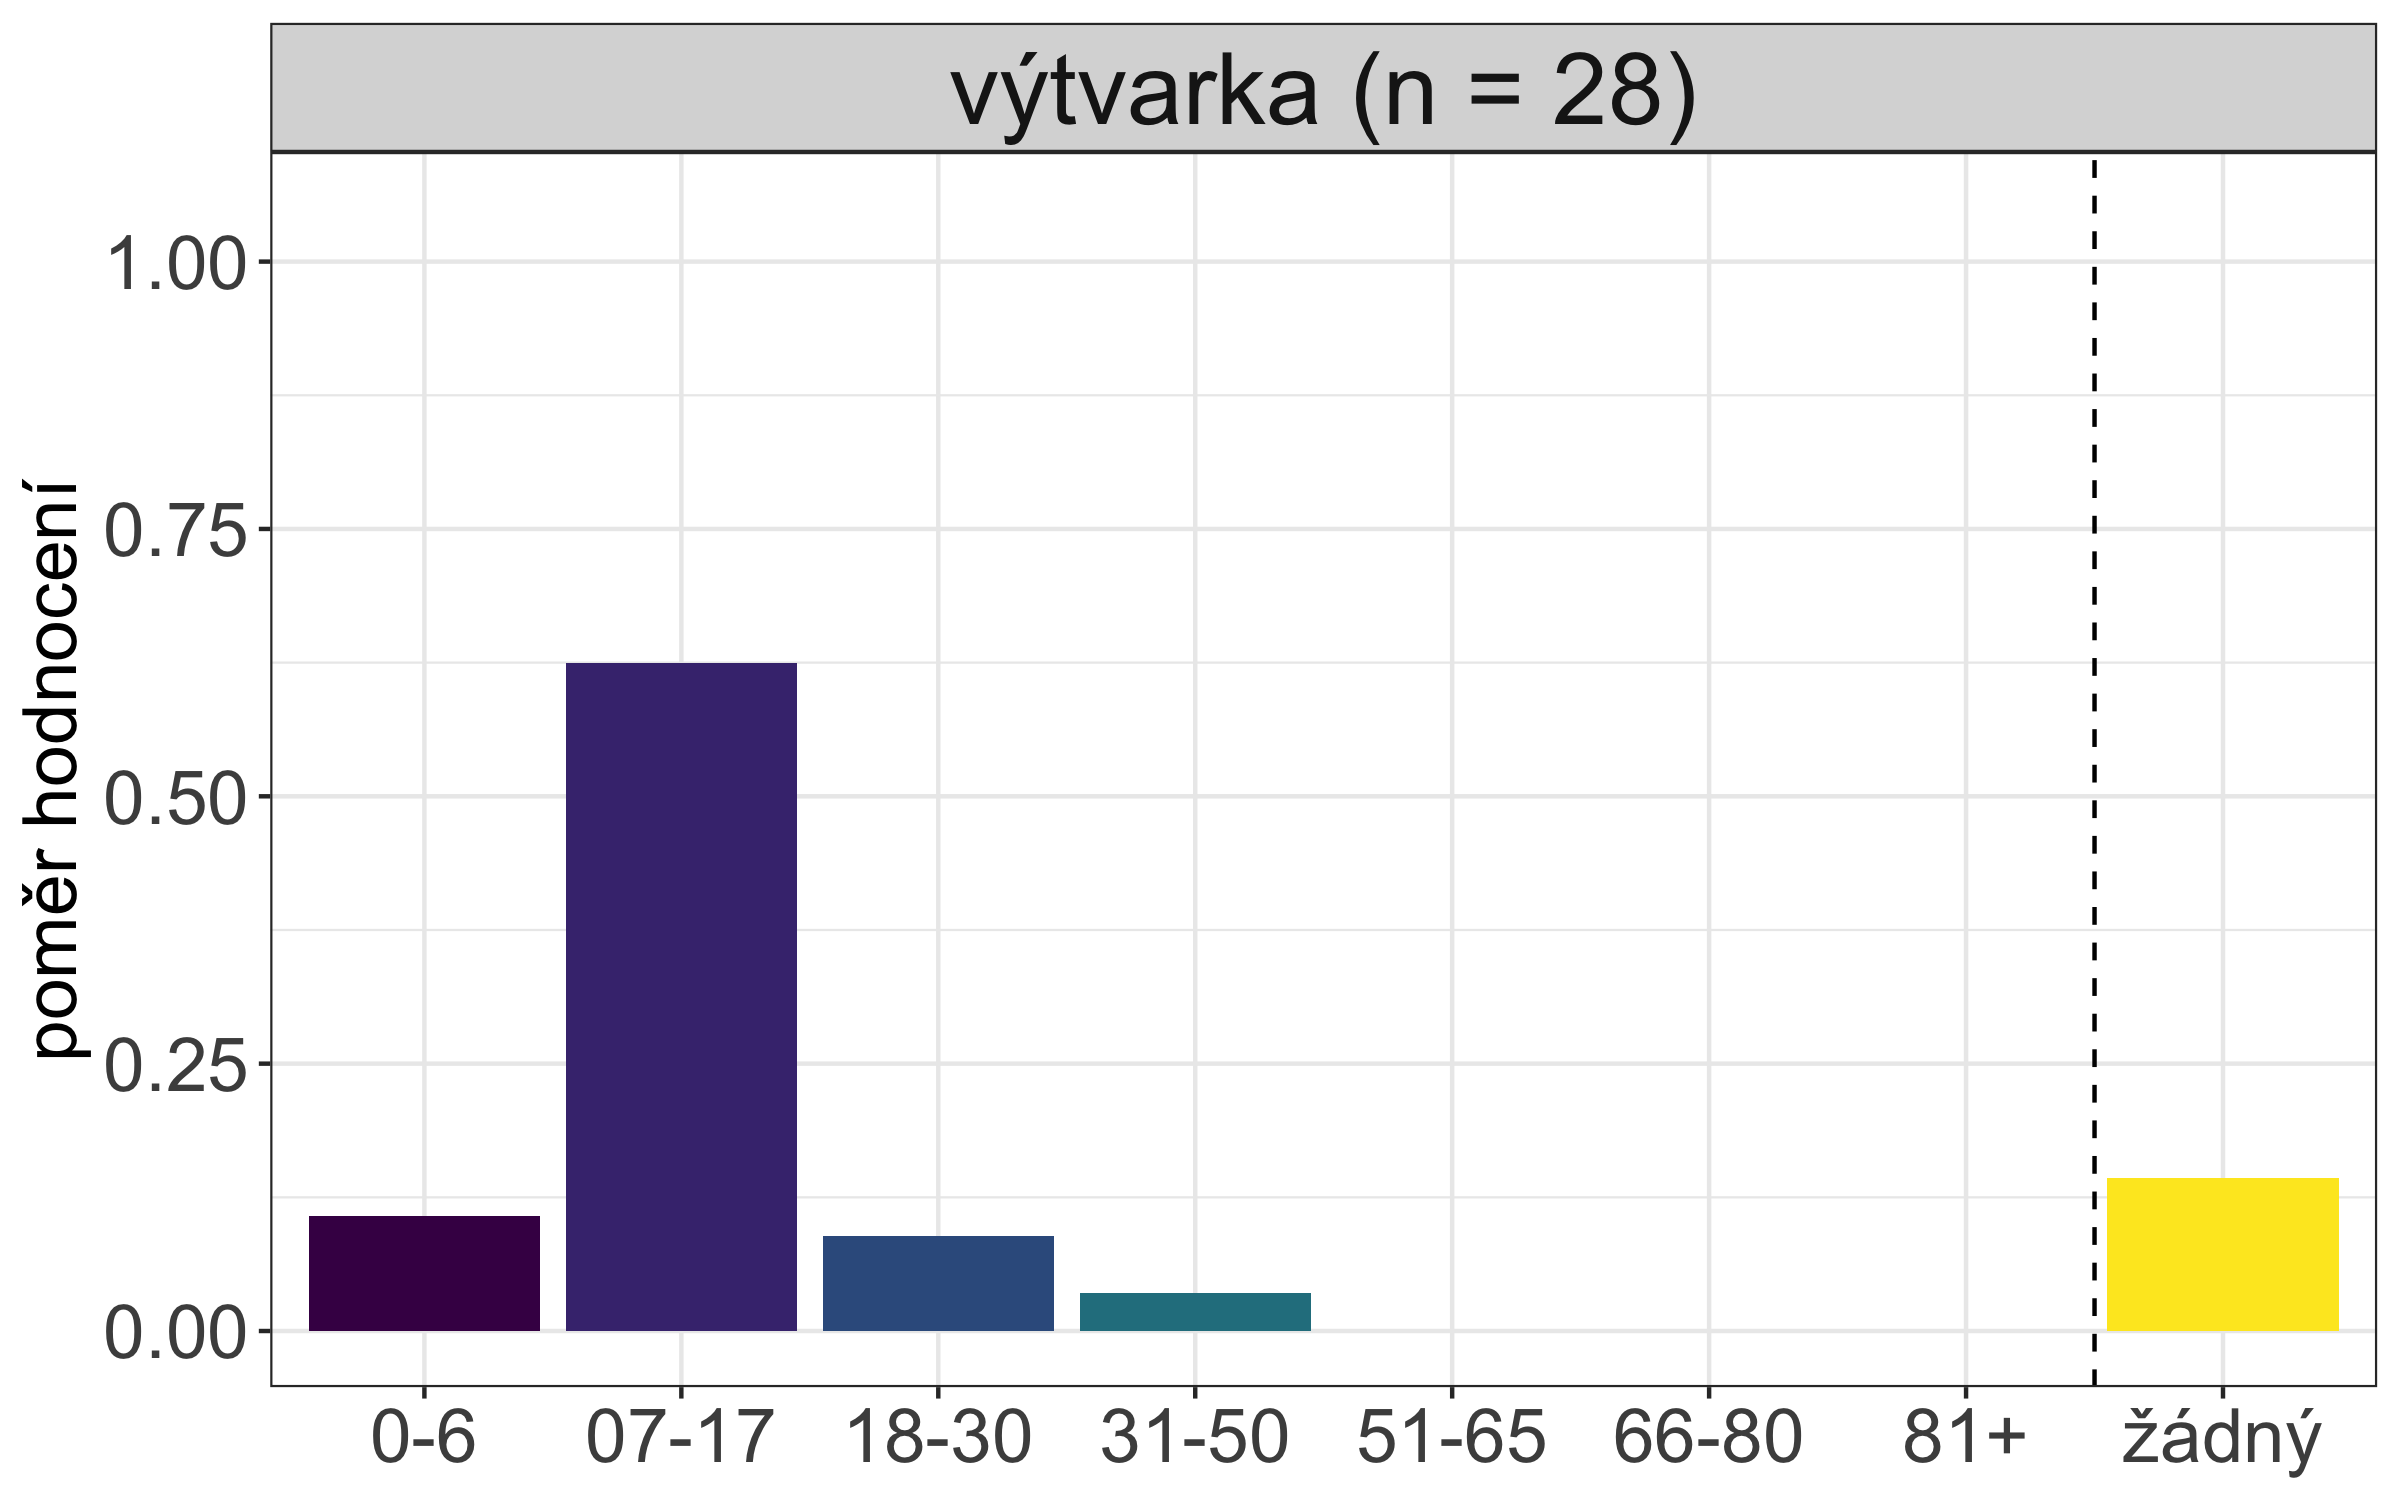 výtvarka (n = 28)
poměr hodnocení
1.00
0.75
0.50
0.25
0.00
0-6 07-17 18-30 31-50 51-65 66-80 81+ žádný